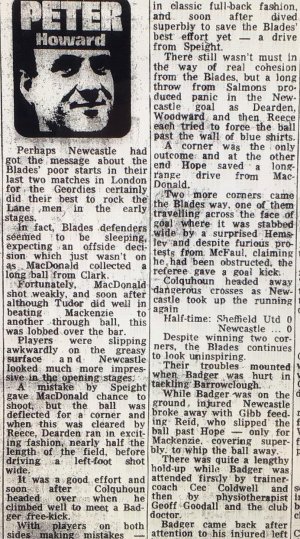 PETER
Howard
Perhaps Newcastle had
got the message about the
Blades' poor starts in their
last two matches in London
for the Geordies certainly
did their best to rock the
Lane men in the early
stages.
In fact, Blades defenders
seemed to be sleeping,
expecting an offside deci-
sion which just wasn't on
as MacDonald collected a
long ball from Clark.
Fortunately, MacDonald
shot weakly, and soon after
although Tudor did well in
beating Mackenzie to
another through ball, this
was lobbed over the bar.
Players were slipping
awkwardly on the greasy
surface and Newcastle
looked much more impres-
sive in the opening stages.
A mistake by Speight
gave MacDonald chance to
shoot, but the ball was
deflected for a corner and
when this was cleared by
Reece, Dearden ran in excit-
ing fashion, nearly half the
length of the field, before
driving a left-foot shot
wide.
It was a good effort and
soon after Colquhoun
headed over when he
climbed well to meet a Bad-
ger free-kick.
With players on both
sides making mistakes —
in classic full-back fashion,
and soon after dived
superbly to save the Blades'
best effort yet — a drive
from Speight.
There still wasn't must in
the way of real cohesion
from the Blades, but a long
throw from Salmons pro-
duced panic in the New-
castle goal as Dearden,
Woodward and then Reece
each tried to force the ball
past the wall of blue shirts.
A corner was the only
outcome and at the other
end Hope saved a long-
range drive from Mac-
Donald.
Two more corners came
the Blades way, one of them
travelling across the face of
goal where it was stabbed
wide by a surprised Hems-
ley and despite furious pro-
tests from McFaul, claiming
he had been obstructed, the
referee gave a goal kick.
Colquhoun headed away
dangerous crosses as New-
castle took up the running
again
Half-time: Sheffield Utd 0
Newcastle ... 0
Despite winning two cor-
ners, the Blades continued
to look uninspiring.
Their troubles mounted
when Badger was hurt in
tackling Barrowclough.
While Badger was on the
ground, injured Newcastle
broke away with Gibb feed-
ing Reid, who slipped the
ball past Hope — only for
Mackenzie, covering super-
bly, to whip the ball away.
There was quite a lengthy
hold-up while Badger was
attended firstly by trainer-
coach Cec Coldwell and
then by physiotherapist
Geoff Goodall and the club
doctor.
Badger came back after
attention to his injured left